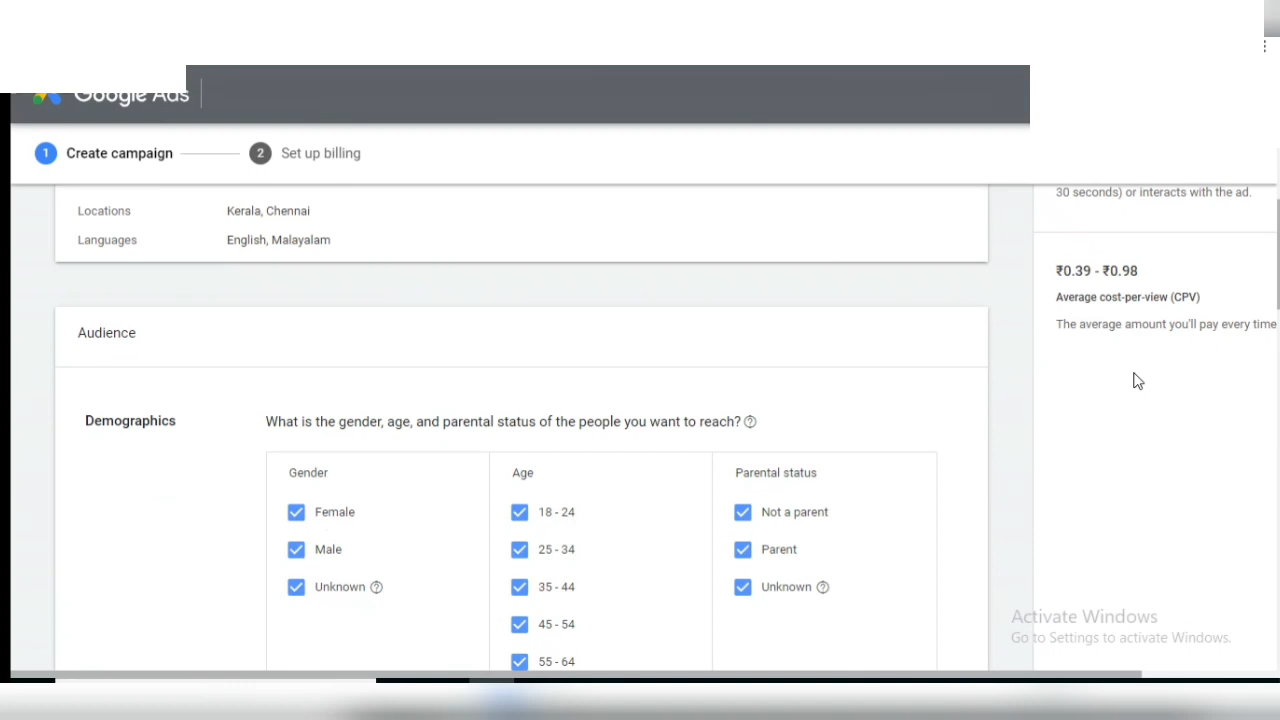 Google Ads
1 Create campaign 2 Set up billing
Locations Kerala, Chennai
Languages English, Malayalam
30 seconds) or interacts with the ad.
₹0.39 - ₹0.98
Average cost-per-view (CPV)
The average amount you'll pay every time
Audience
Demographics What is the gender, age, and parental status of the people you want to reach?
Gender Age Parental status
Female 18 - 24 Not a parent
Male 25 - 34 Parent
Unknown 35 - 44 Unknown
45 - 54
55 - 64
Activate Windows
Go to Settings to activate Windows.